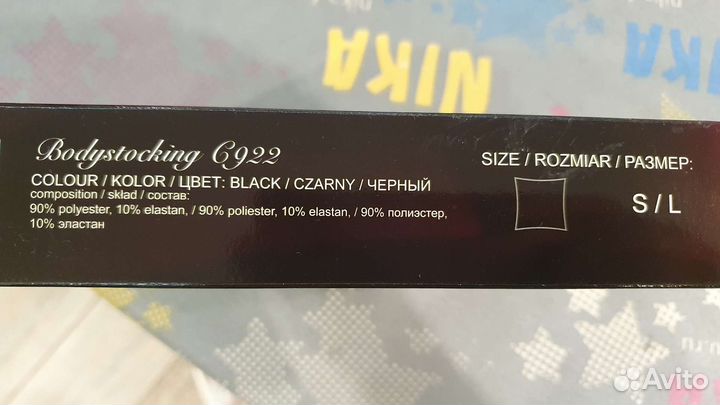 NIKA
Bodystocking C922
COLOUR / KOLOR / ЦВЕТ: BLACK / CZARNY / ЧЕРНЫЙ
composition / skład / состав:
90% polyester, 10% elastan, / 90% poliester, 10% elastan, / 90% полиэстер,
10% эластан
SIZE / ROZMIAR / РАЗМЕР:
S / L
Avito